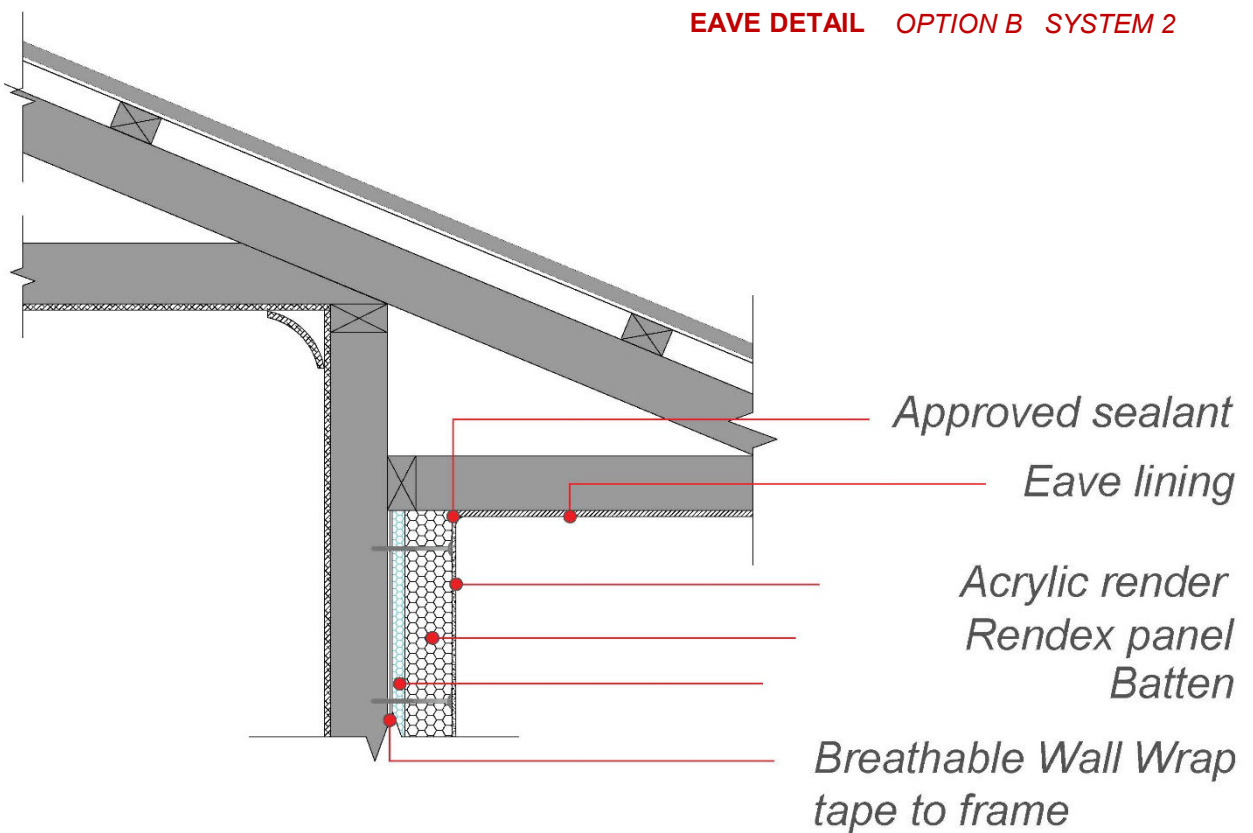 EAVE DETAIL OPTION B SYSTEM 2
Approved sealant
Eave lining
Acrylic render
Rendex panel
Batten
Breathable Wall Wrap
tape to frame